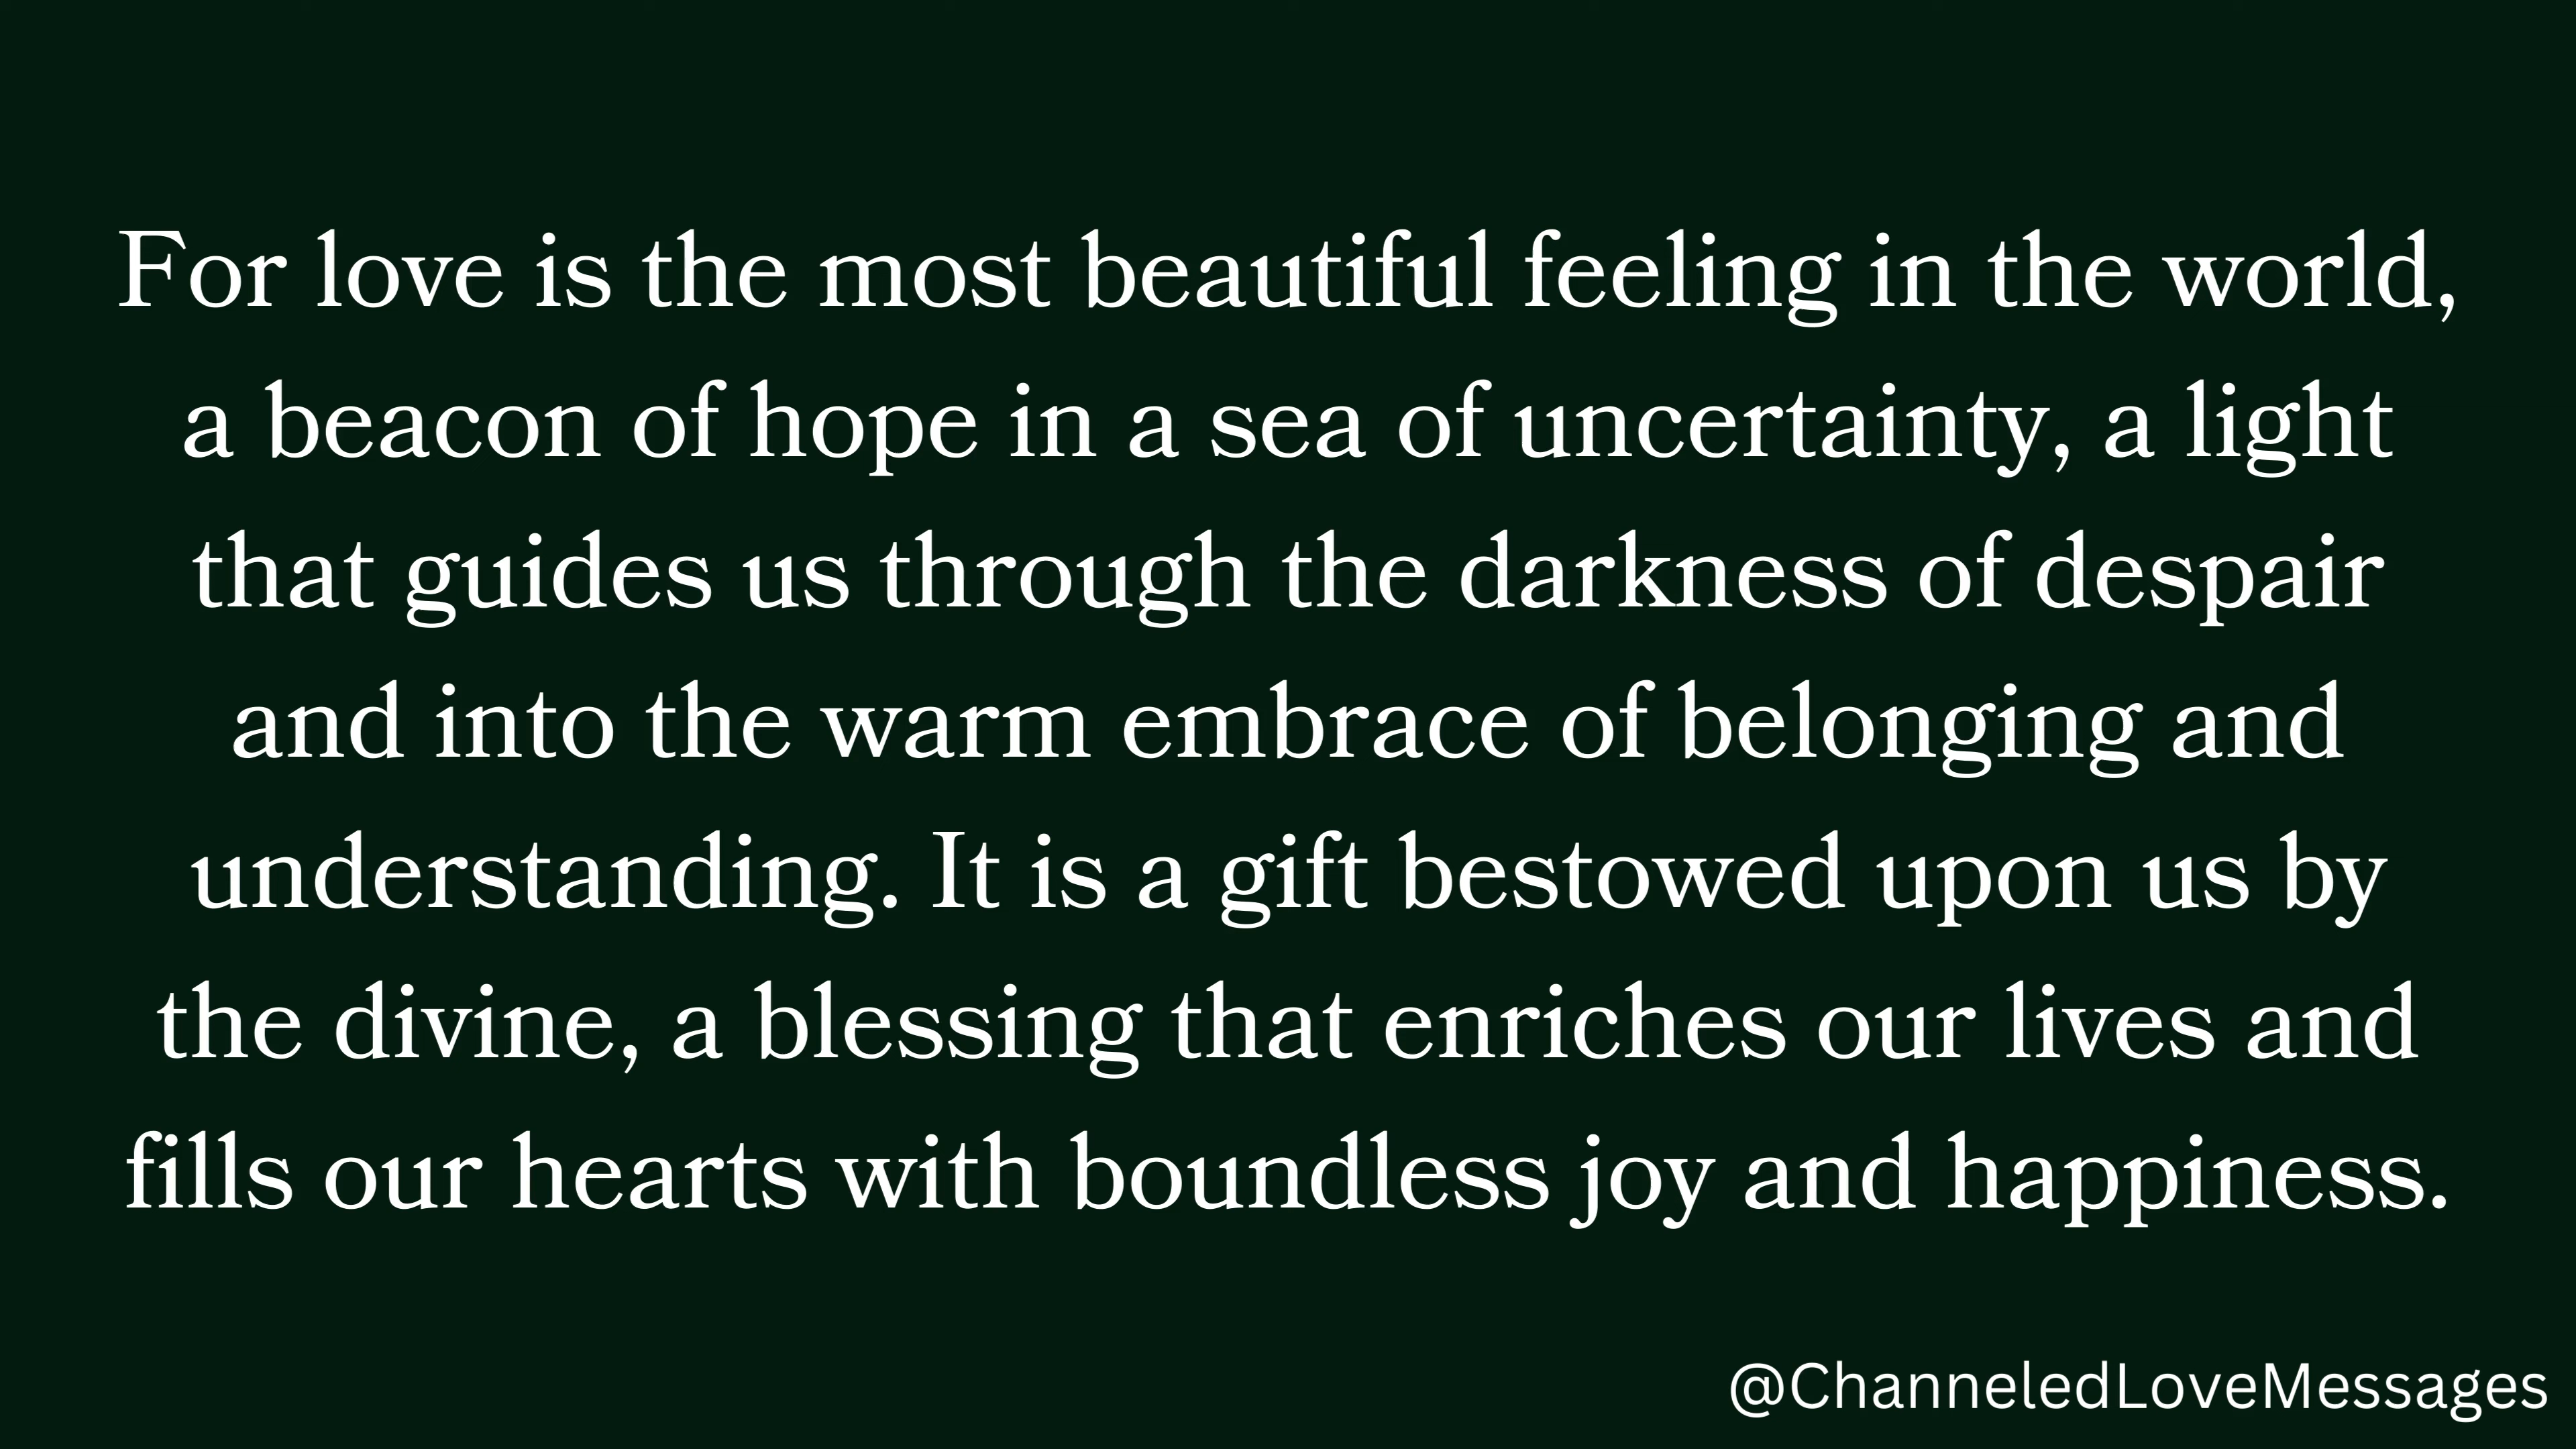 For love is the most beautiful feeling in the world,
a beacon of hope in a sea of uncertainty, a light
that guides us through the darkness of despair
and into the warm embrace of belonging and
understanding. It is a gift bestowed upon us by
the divine, a blessing that enriches our lives and
fills our hearts with boundless joy and happiness.
@ChanneledLoveMessages